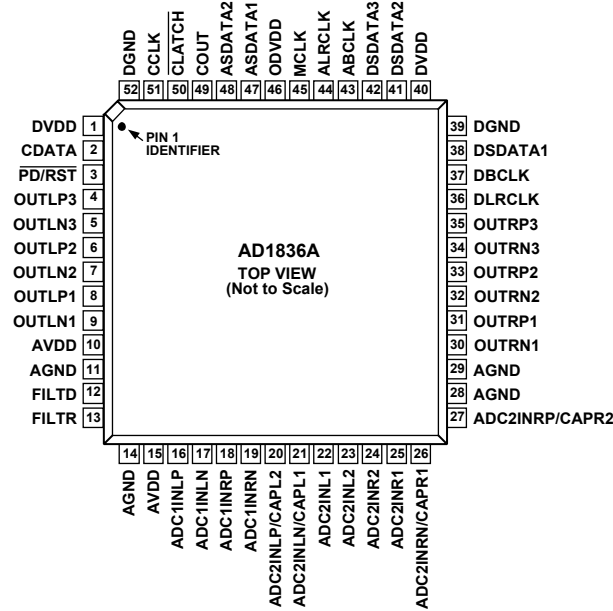 DGND
CCLK
CLATCH
COUT
ASDATA2
ASDATA1
ODVDD
MCLK
ALRCLK
ABCLK
DSDATA3
DSDATA2
DVDD
52 51 50 49 48 47 46 45 44 43 42 41 40
DVDD 1
CDATA 2
PD/RST 3
OUTLP3 4
OUTLN3 5
OUTLP2 6
OUTLN2 7
OUTLP1 8
OUTLN1 9
AVDD 10
AGND 11
FILTD 12
FILTR 13
PIN 1
IDENTIFIER
AD1836A
TOP VIEW
(Not to Scale)
39 DGND
38 DSDATA1
37 DBCLK
36 DLRCLK
35 OUTRP3
34 OUTRN3
33 OUTRP2
32 OUTRN2
31 OUTRP1
30 OUTRN1
29 AGND
28 AGND
27 ADC2INRP/CAPR2
14 15 16 17 18 19 20 21 22 23 24 25 26
AGND
AVDD
ADC1INLP
ADC1INLN
ADC1INRP
ADC1INRN
ADC2INLP/CAPL2
ADC2INLN/CAPL1
ADC2INL1
ADC2INL2
ADC2INR2
ADC2INR1
ADC2INRN/CAPR1